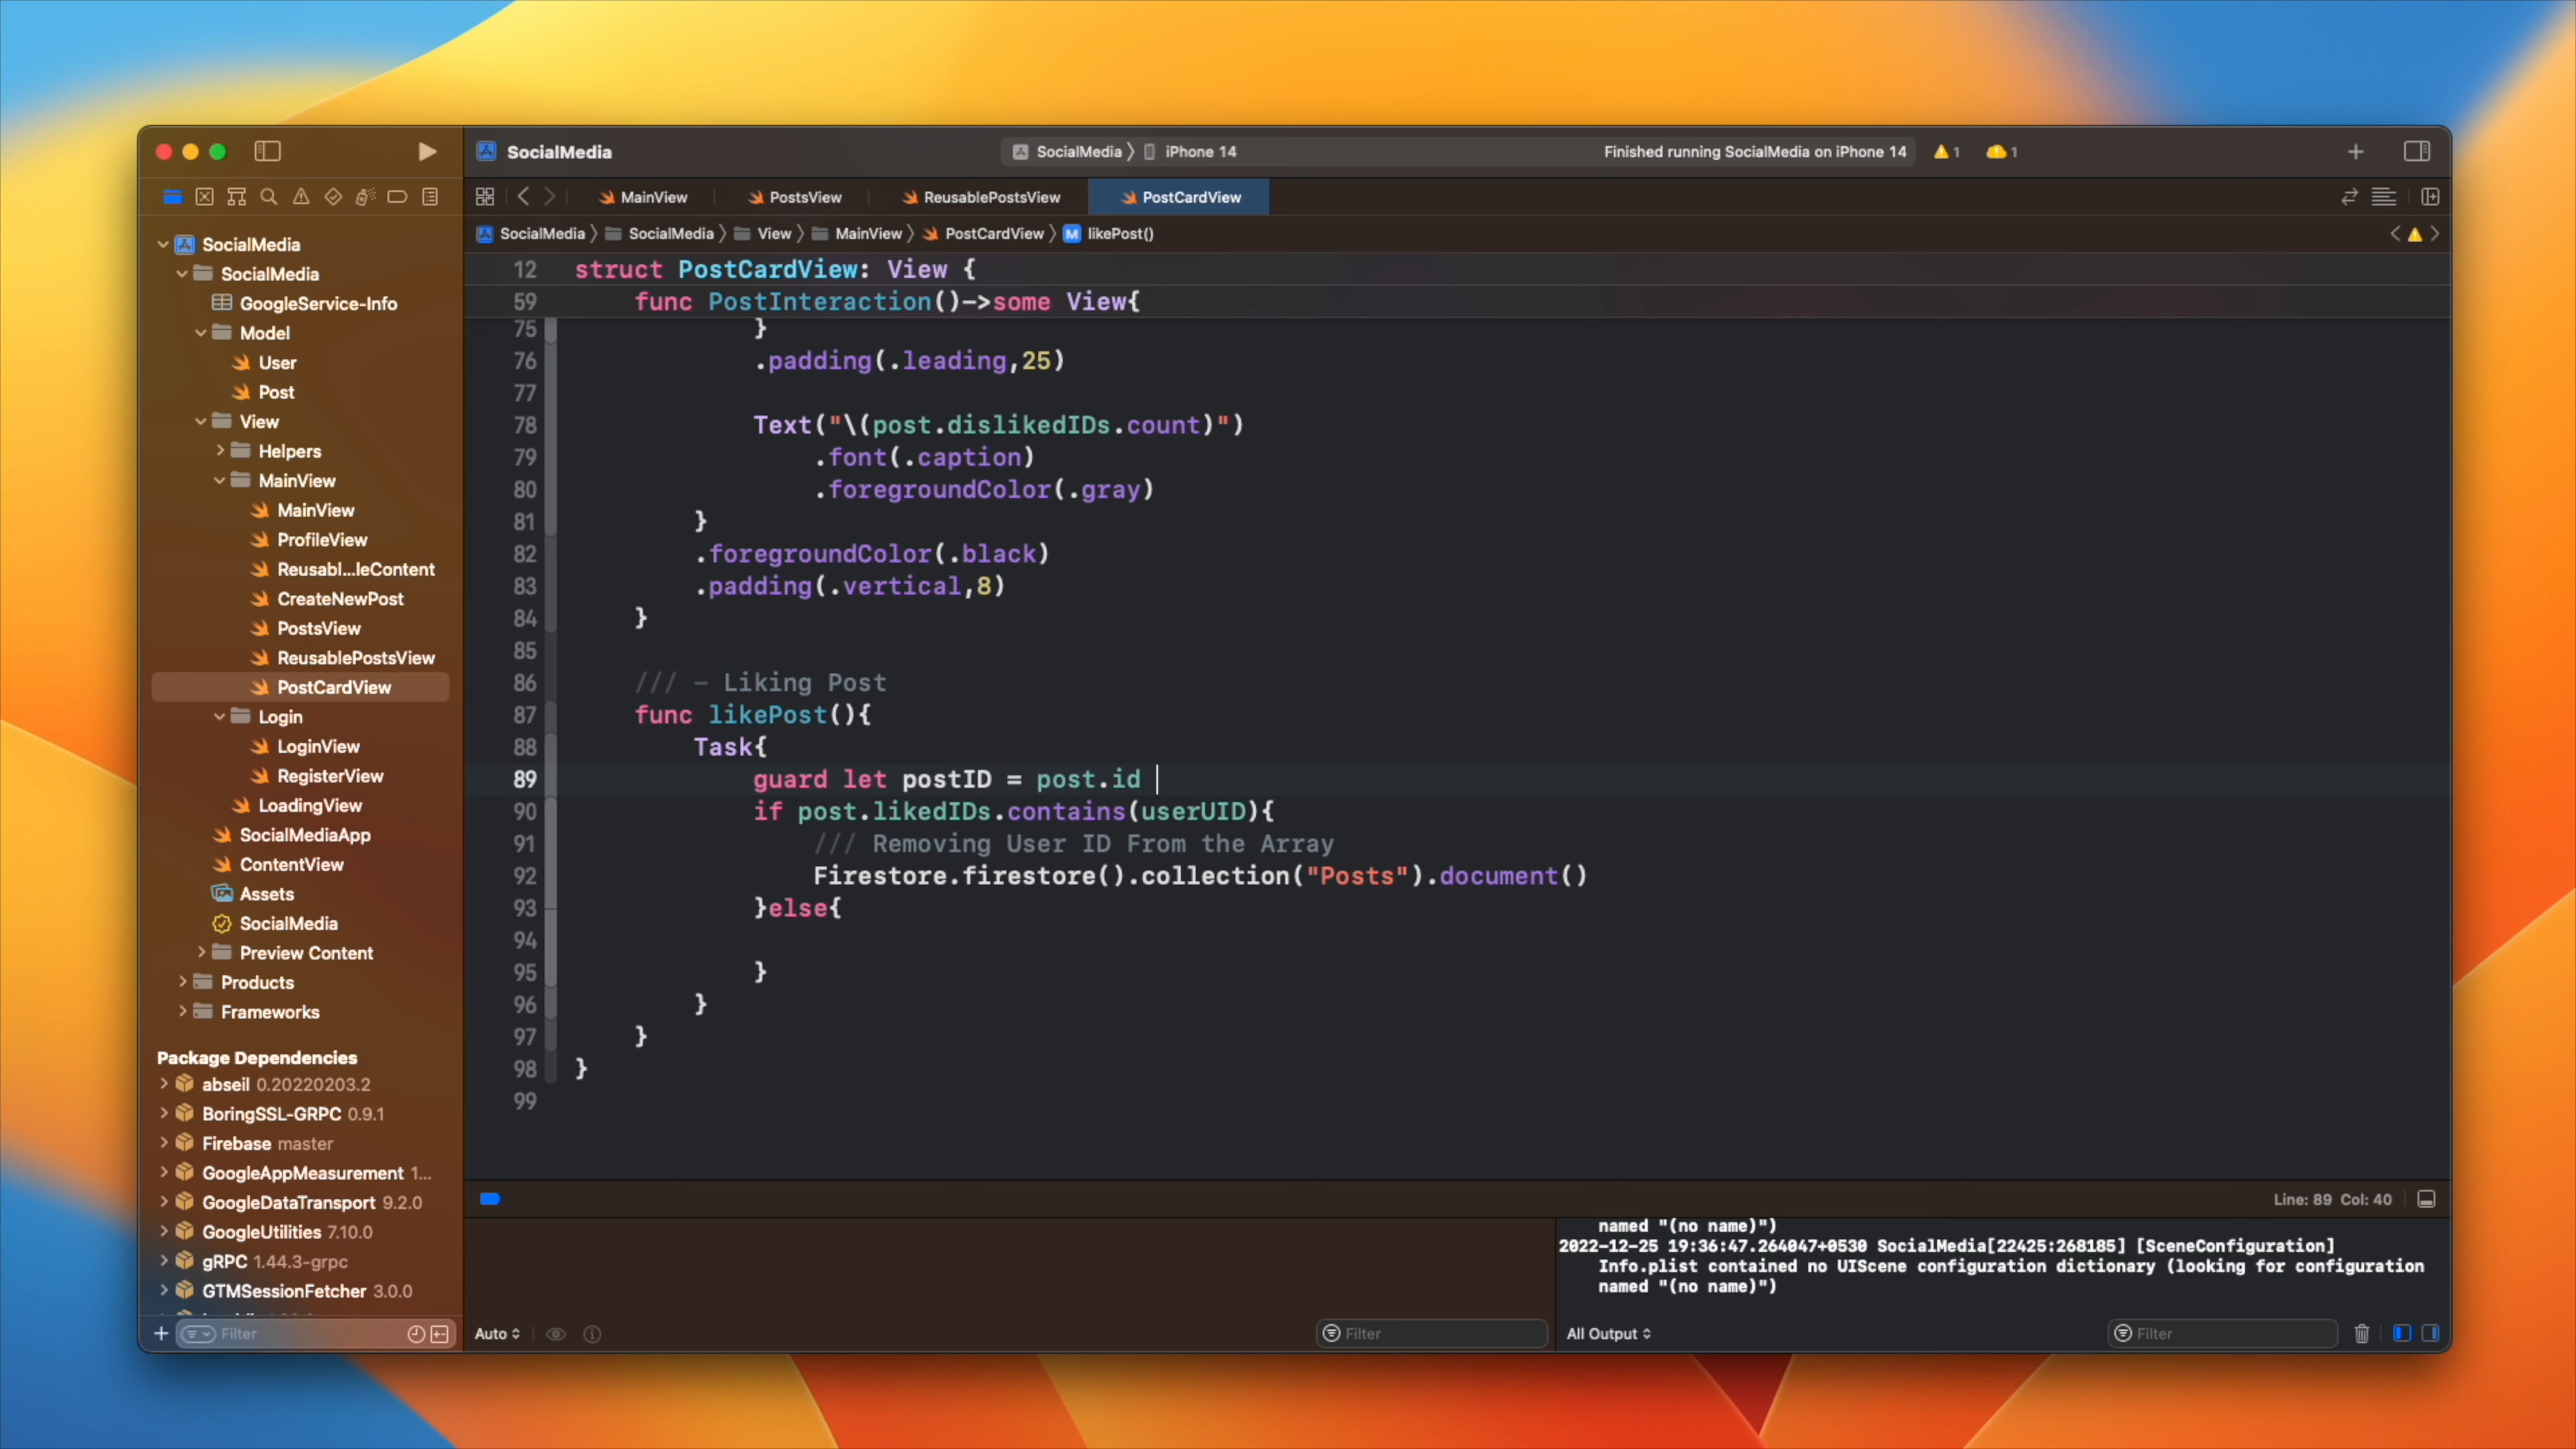 SocialMedia
SocialMedia
iPhone 14
Finished running SocialMedia on iPhone 14
1
1
MainView
PostsView
ReusablePostsView
PostCardView
SocialMedia
SocialMedia
View
MainView
PostCardView
M
likePost()
SocialMedia
SocialMedia
GoogleService-Info
Model
User
Post
View
Helpers
MainView
MainView
ProfileView
Reusabl...leContent
CreateNewPost
PostsView
ReusablePostsView
PostCardView
Login
LoginView
RegisterView
LoadingView
SocialMediaApp
ContentView
Assets
SocialMedia
Preview Content
Products
Frameworks
Package Dependencies
abseil 0.20220203.2
BoringSSL-GRPC 0.9.1
Firebase master
GoogleAppMeasurement 1...
GoogleDataTransport 9.2.0
GoogleUtilities 7.10.0
gRPC 1.44.3-grpc
GTMSessionFetcher 3.0.0
Filter
12 struct PostCardView: View {
59 func PostInteraction()->some View{
75 }
76 .padding(.leading,25)
77
78 Text("\(post.dislikedIDs.count)")
79 .font(.caption)
80 .foregroundColor(.gray)
81 }
82 .foregroundColor(.black)
83 .padding(.vertical,8)
84 }
85
86 /// - Liking Post
87 func likePost(){
88 Task{
89 guard let postID = post.id
90 if post.likedIDs.contains(userUID){
91 /// Removing User ID From the Array
92 Firestore.firestore().collection("Posts").document()
93 }else{
94
95 }
96 }
97 }
98 }
99
Line: 89 Col: 40
named "(no name)")
2022-12-25 19:36:47.264047+0530 SocialMedia[22425:268185] [SceneConfiguration]
Info.plist contained no UIScene configuration dictionary (looking for configuration
named "(no name)")
Auto
Filter
All Output
Filter